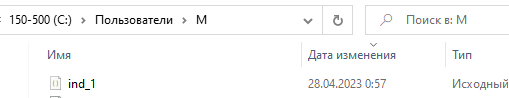 150-500 (C:) > Пользователи > M
Поиск в: M
Имя Дата изменения Тип
ind_1 28.04.2023 0:57 Исходный